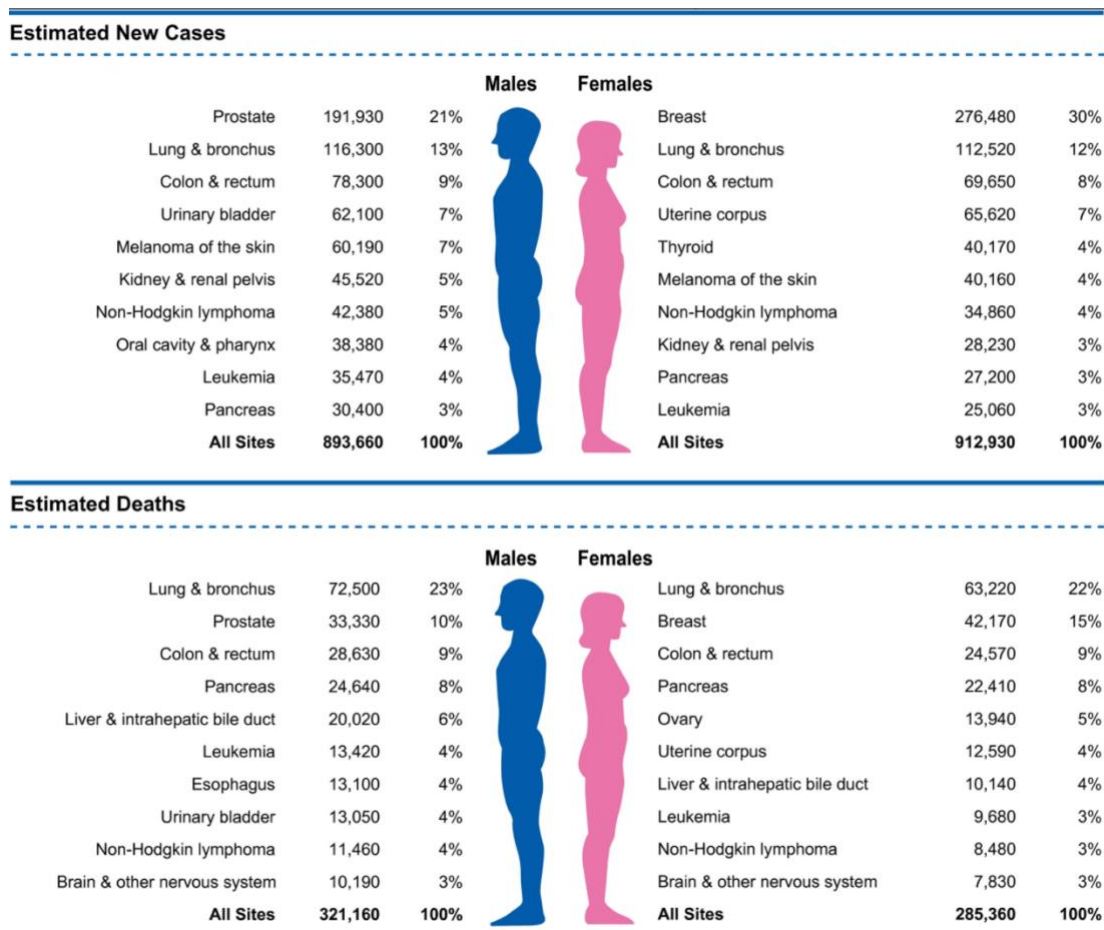 Estimated New Cases
Males Females
Prostate 191,930 21% Breast 276,480 30%
Lung & bronchus 116,300 13% Lung & bronchus 112,520 12%
Colon & rectum 78,300 9% Colon & rectum 69,650 8%
Urinary bladder 62,100 7% Uterine corpus 65,620 7%
Melanoma of the skin 60,190 7% Thyroid 40,170 4%
Kidney & renal pelvis 45,520 5% Melanoma of the skin 40,160 4%
Non-Hodgkin lymphoma 42,380 5% Non-Hodgkin lymphoma 34,860 4%
Oral cavity & pharynx 38,380 4% Kidney & renal pelvis 28,230 3%
Leukemia 35,470 4% Pancreas 27,200 3%
Pancreas 30,400 3% Leukemia 25,060 3%
All Sites 893,660 100% All Sites 912,930 100%
Estimated Deaths
Males Females
Lung & bronchus 72,500 23% Lung & bronchus 63,220 22%
Prostate 33,330 10% Breast 42,170 15%
Colon & rectum 28,630 9% Colon & rectum 24,570 9%
Pancreas 24,640 8% Pancreas 22,410 8%
Liver & intrahepatic bile duct 20,020 6% Ovary 13,940 5%
Leukemia 13,420 4% Uterine corpus 12,590 4%
Esophagus 13,100 4% Liver & intrahepatic bile duct 10,140 4%
Urinary bladder 13,050 4% Leukemia 9,680 3%
Non-Hodgkin lymphoma 11,460 4% Non-Hodgkin lymphoma 8,480 3%
Brain & other nervous system 10,190 3% Brain & other nervous system 7,830 3%
All Sites 321,160 100% All Sites 285,360 100%